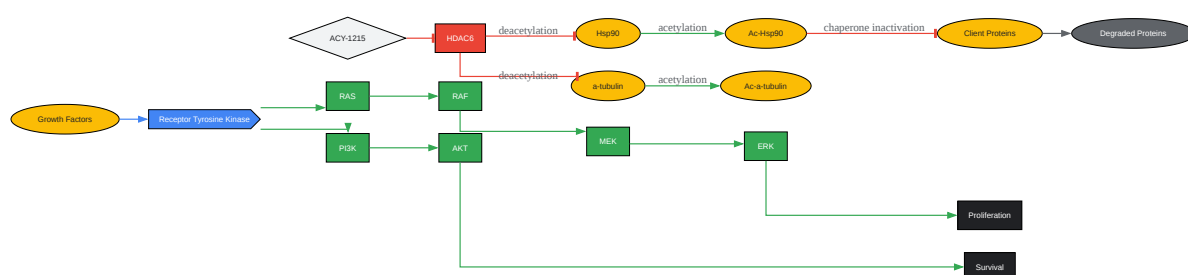 ACY-1215
HDAC6
deacetylation
Hsp90
acetylation
Ac-Hsp90
chaperone inactivation
Client Proteins
Degraded Proteins
deacetylation
a-tubulin
acetylation
Ac-a-tubulin
Growth Factors
Receptor Tyrosine Kinase
RAS
RAF
PI3K
AKT
MEK
ERK
Proliferation
Survival